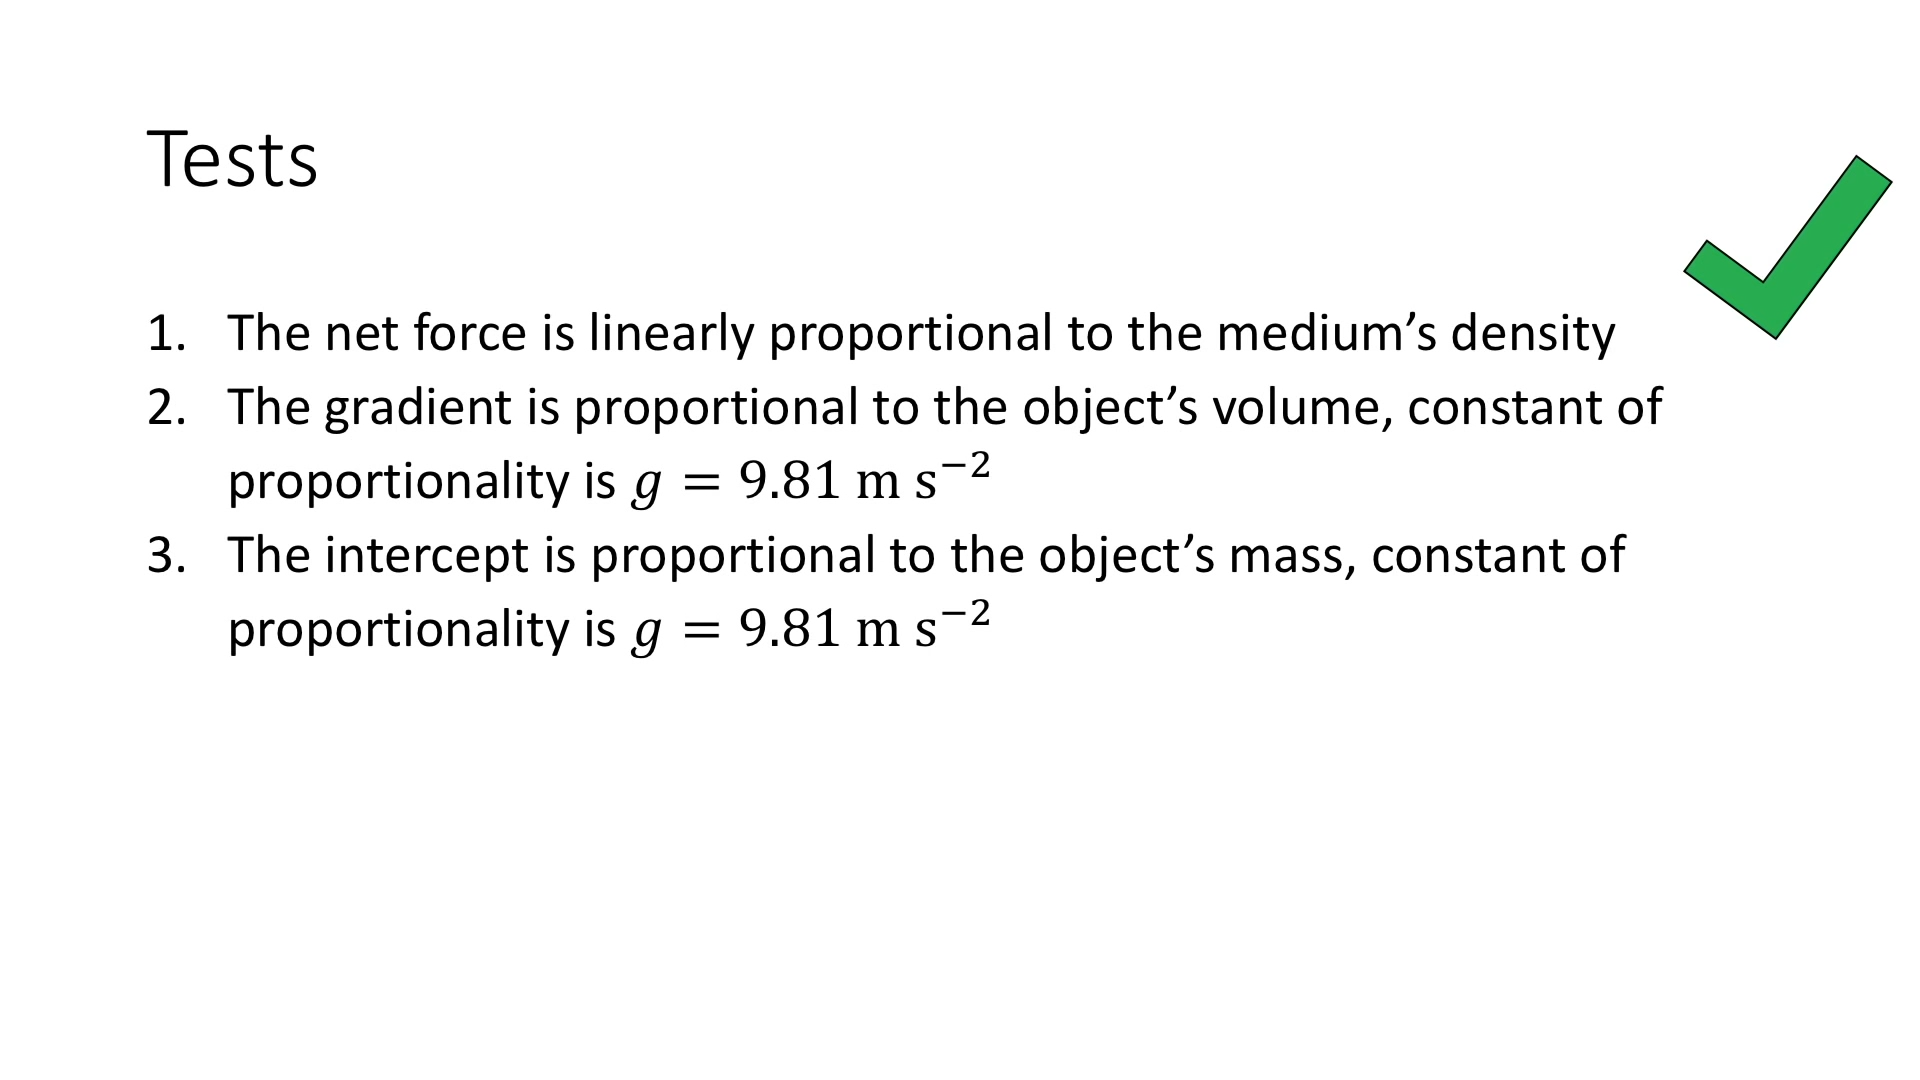 Tests
1. The net force is linearly proportional to the medium’s density
2. The gradient is proportional to the object’s volume, constant of
proportionality is g = 9.81 m s⁻²
3. The intercept is proportional to the object’s mass, constant of
proportionality is g = 9.81 m s⁻²